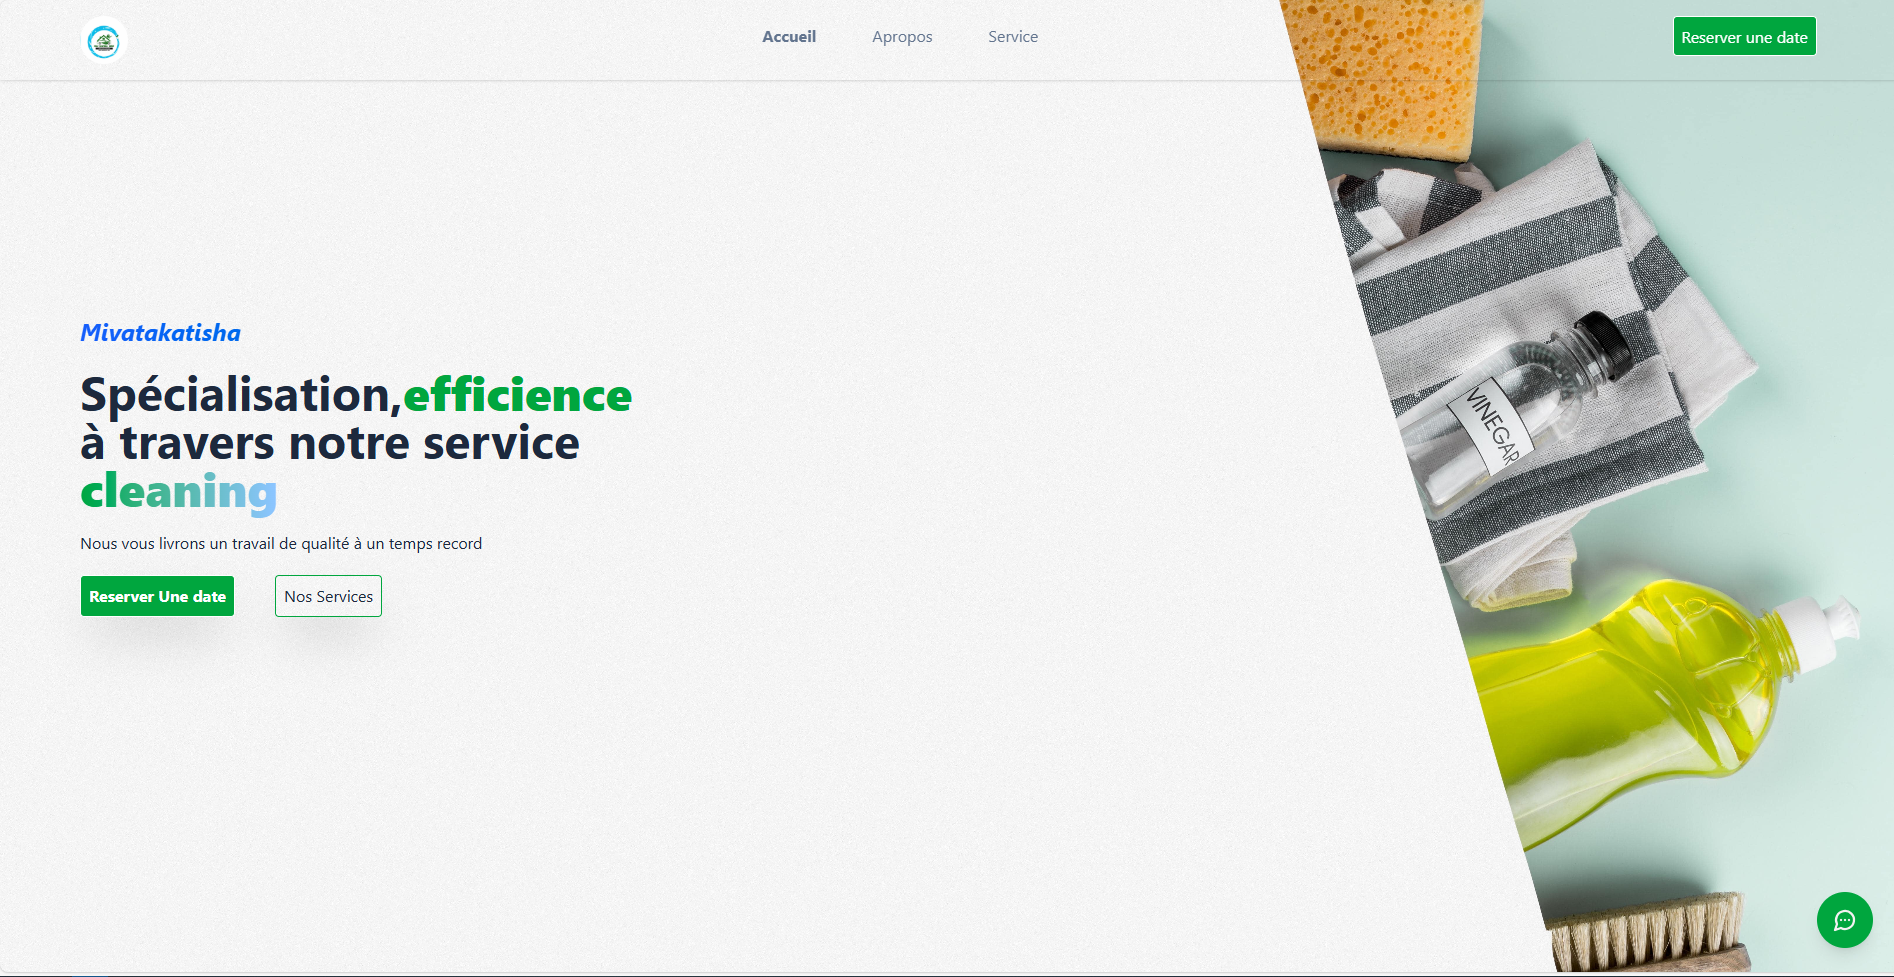 Accueil
Apropos
Service
Reserver une date
Mivatakatisha
Spécialisation,efficience
à travers notre service
cleaning
Nous vous livrons un travail de qualité à un temps record
Reserver Une date
Nos Services
VINEGAR